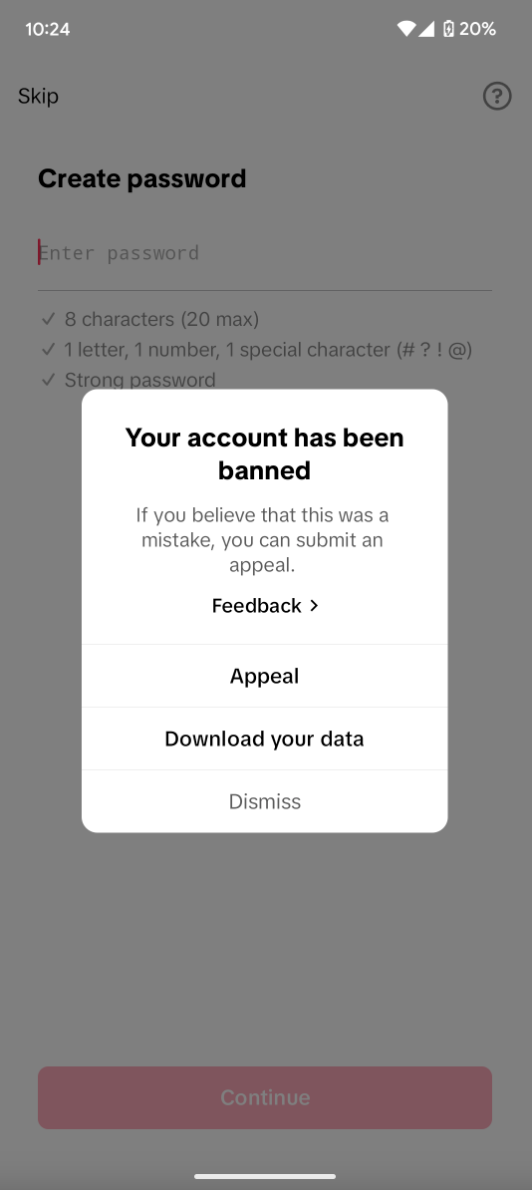 10:24
20%
Skip
?
Create password
Enter password
8 characters (20 max)
1 letter, 1 number, 1 special character (# ? ! @)
Strong password
Your account has been
banned
If you believe that this was a
mistake, you can submit an
appeal.
Feedback >
Appeal
Download your data
Dismiss
Continue